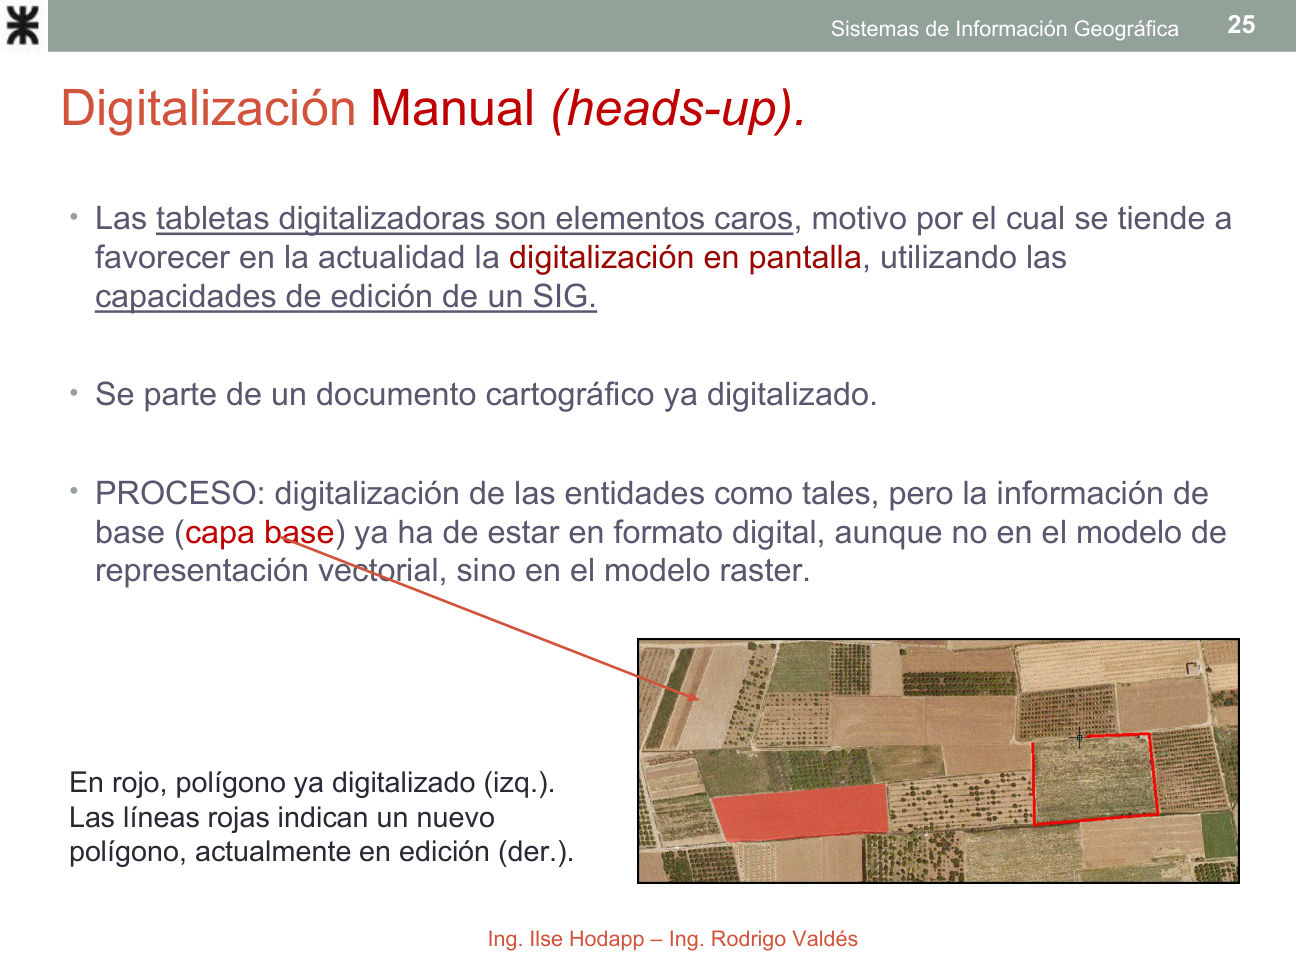 Sistemas de Información Geográfica 25
Digitalización Manual (heads-up).
• Las tabletas digitalizadoras son elementos caros, motivo por el cual se tiende a
favorecer en la actualidad la digitalización en pantalla, utilizando las
capacidades de edición de un SIG.
• Se parte de un documento cartográfico ya digitalizado.
• PROCESO: digitalización de las entidades como tales, pero la información de
base (capa base) ya ha de estar en formato digital, aunque no en el modelo de
representación vectorial, sino en el modelo raster.
En rojo, polígono ya digitalizado (izq.).
Las líneas rojas indican un nuevo
polígono, actualmente en edición (der.).
Ing. Ilse Hodapp – Ing. Rodrigo Valdés